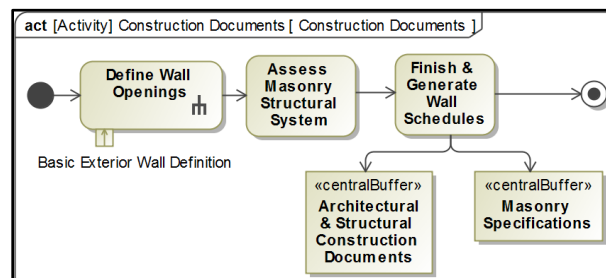 act [Activity] Construction Documents [ Construction Documents ]
Define Wall
Openings
Basic Exterior Wall Definition
Assess
Masonry
Structural
System
Finish &
Generate
Wall
Schedules
«centralBuffer»
Architectural
& Structural
Construction
Documents
«centralBuffer»
Masonry
Specifications